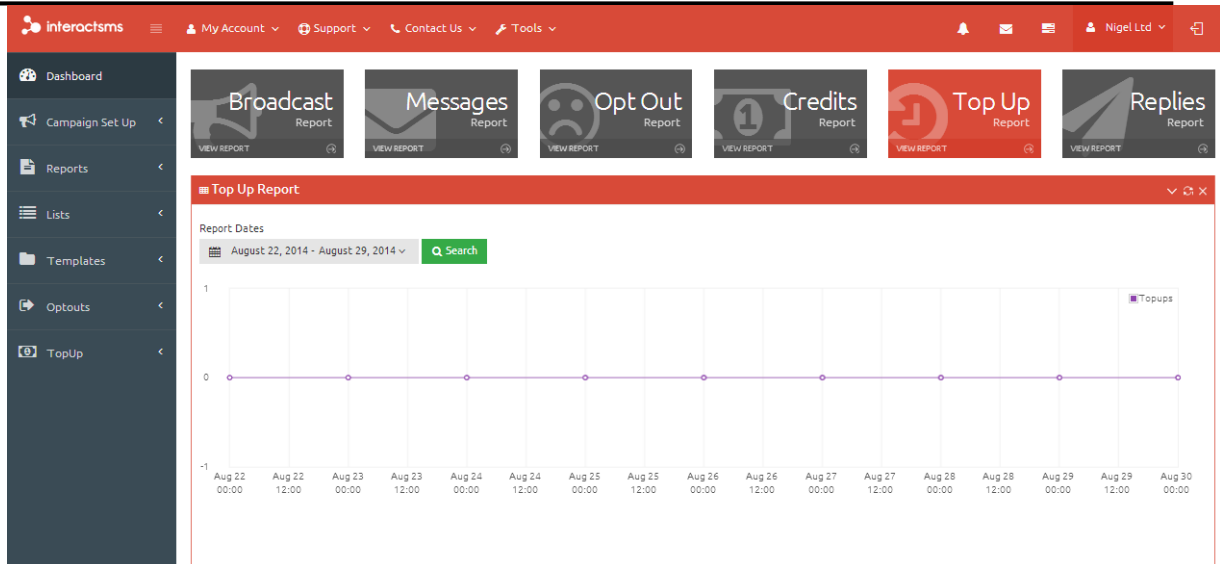 interactsms My Account Support Contact Us Tools Nigel Ltd
Dashboard
Campaign Set Up
Reports
Lists
Templates
Optouts
TopUp
Broadcast
Report
VIEW REPORT
Messages
Report
VIEW REPORT
Opt Out
Report
VIEW REPORT
Credits
Report
VIEW REPORT
Top Up
Report
VIEW REPORT
Replies
Report
VIEW REPORT
Top Up Report
Report Dates
August 22, 2014 - August 29, 2014 Search
Topups
1
0
-1
Aug 22 Aug 22 Aug 23 Aug 23 Aug 24 Aug 24 Aug 25 Aug 25 Aug 26 Aug 26 Aug 27 Aug 27 Aug 28 Aug 28 Aug 29 Aug 29 Aug 30
00:00 12:00 00:00 12:00 00:00 12:00 00:00 12:00 00:00 12:00 00:00 12:00 00:00 12:00 00:00 12:00 00:00